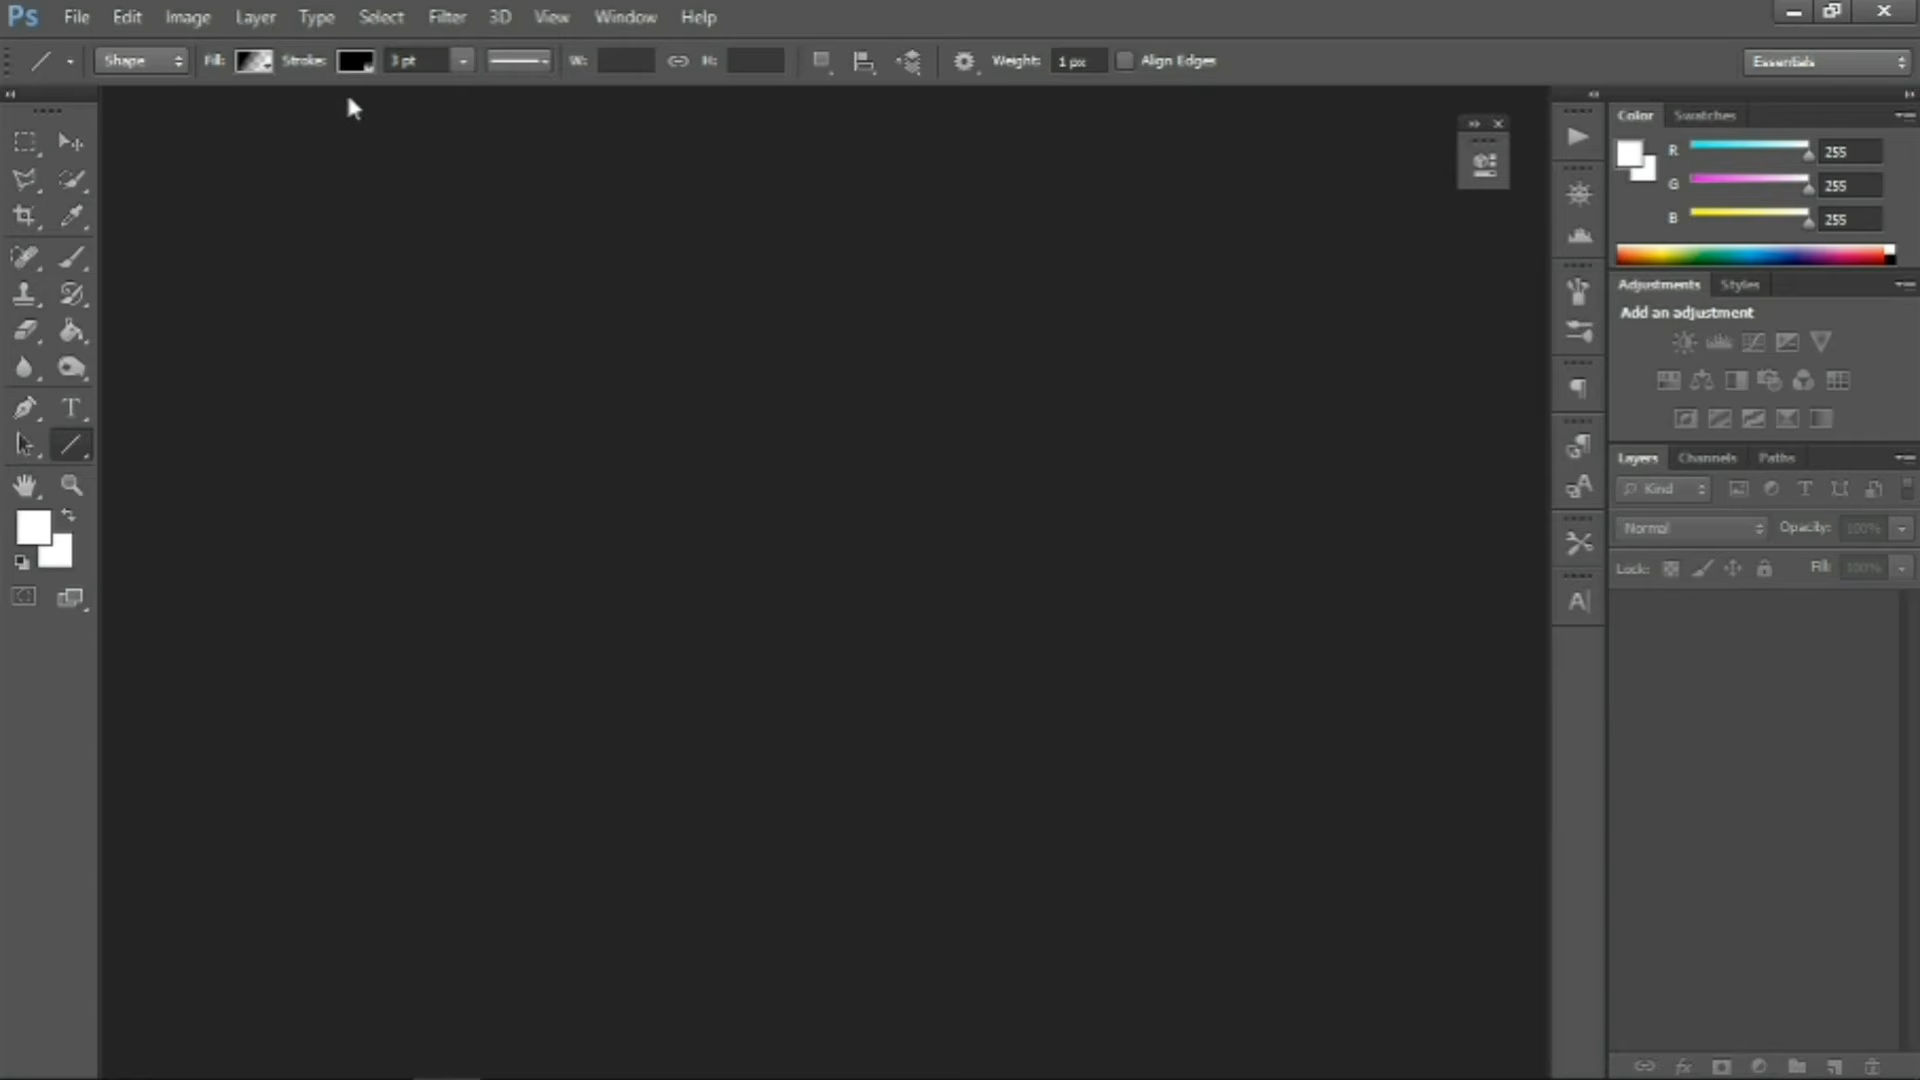 Ps File Edit Image Layer Type Select Filter 3D View Window Help
Shape Fill: Stroke: 3 pt W: H: Weight: 1 px Align Edges Essentials
Color Swatches
R 255
G 255
B 255
Adjustments Styles
Add an adjustment
T
Layers Channels Paths
Kind T
Normal Opacity: 100%
Lock: Fill: 100%
A
A|
fx